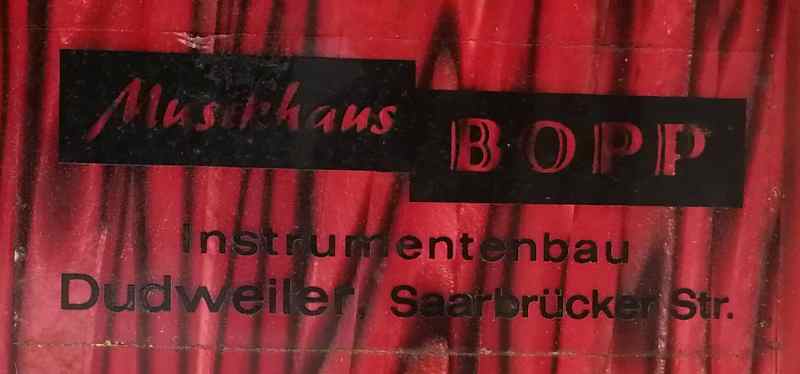 Musikhaus BOPP
Instrumentenbau
Dudweiler, Saarbrücker Str.